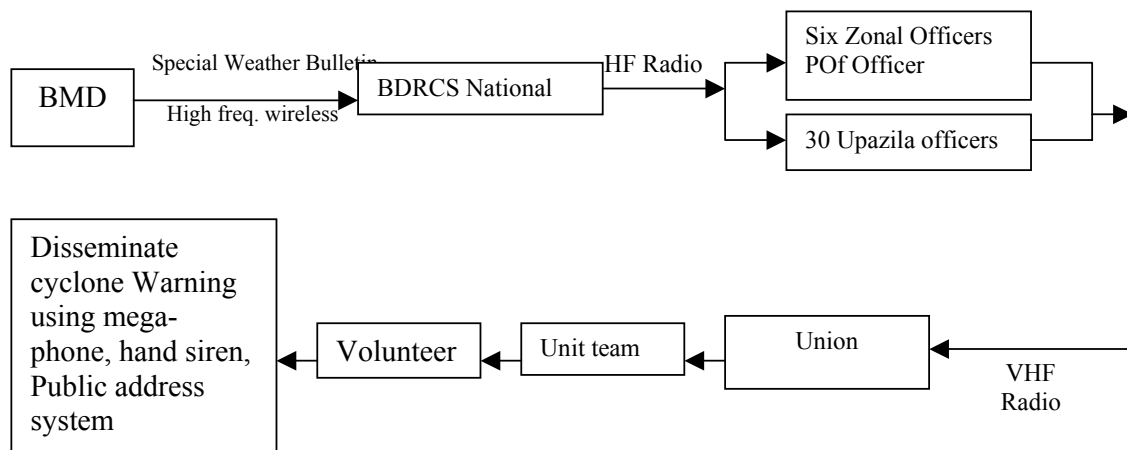 BMD
Special Weather Bulletin
High freq. wireless
BDRCS National
HF Radio
Six Zonal Officers
POf Officer
30 Upazila officers
VHF
Radio
Union
Unit team
Volunteer
Disseminate
cyclone Warning
using mega-
phone, hand siren,
Public address
system